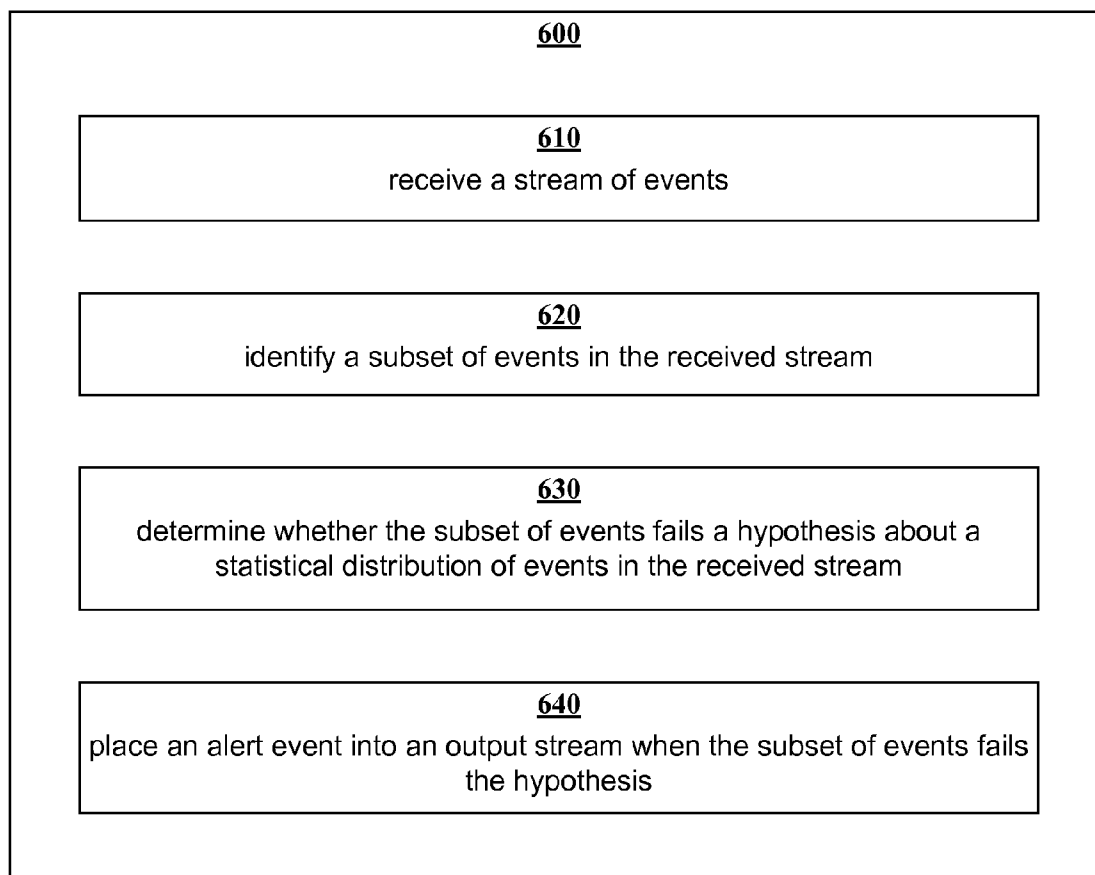 600
610
receive a stream of events
620
identify a subset of events in the received stream
630
determine whether the subset of events fails a hypothesis about a
statistical distribution of events in the received stream
640
place an alert event into an output stream when the subset of events fails
the hypothesis